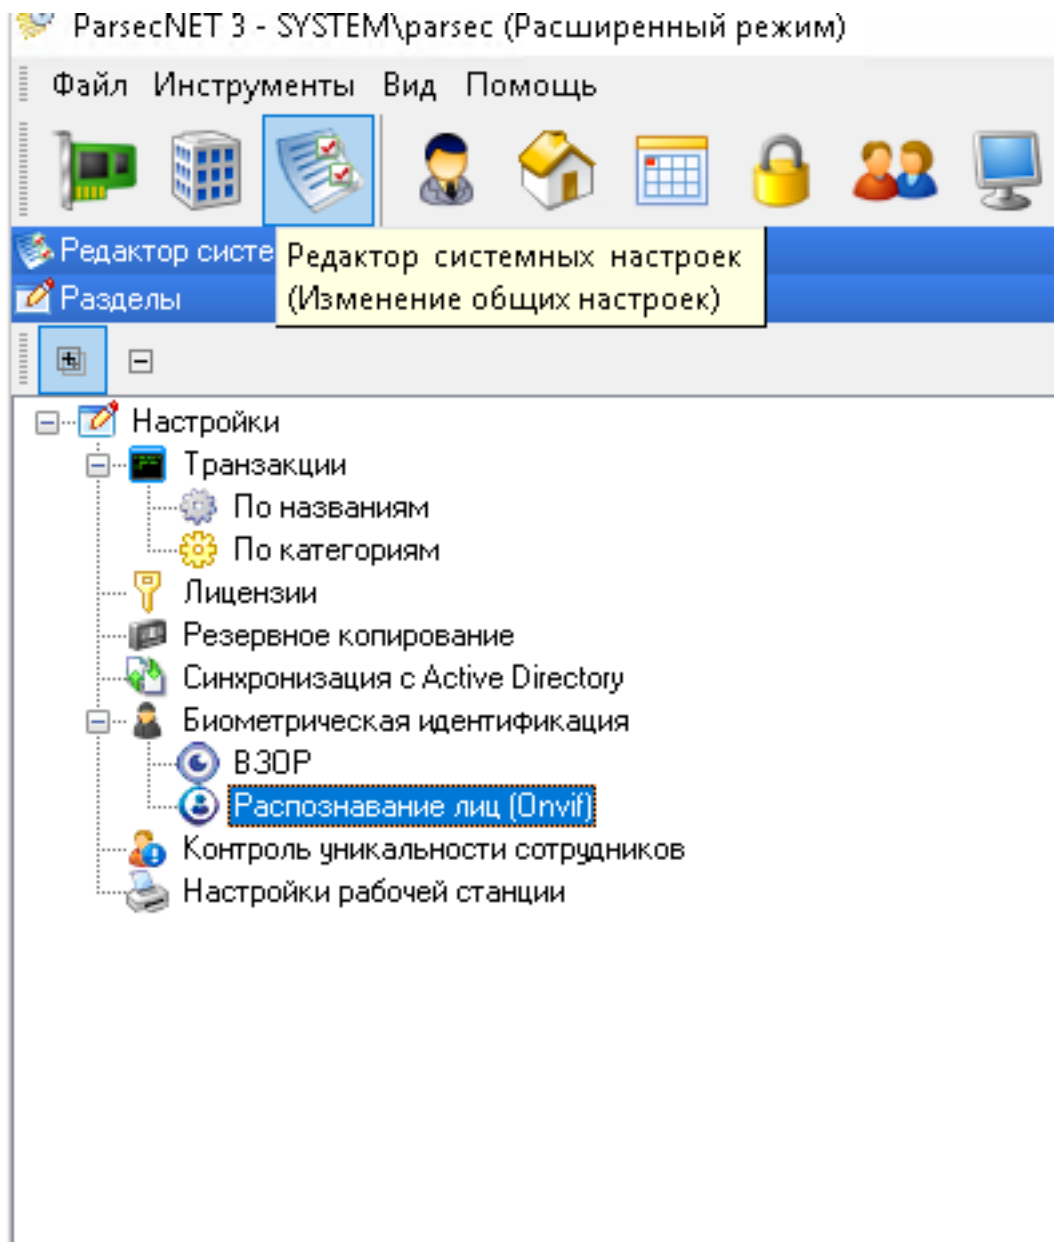 ParsecNET 3 - SYSTEM\parsec (Расширенный режим)
Файл Инструменты Вид Помощь
Редактор систе
Редактор системных настроек
(Изменение общих настроек)
Разделы
Настройки
Транзакции
По названиям
По категориям
Лицензии
Резервное копирование
Синхронизация с Active Directory
Биометрическая идентификация
ВЗОР
Распознавание лиц (Onvif)
Контроль уникальности сотрудников
Настройки рабочей станции